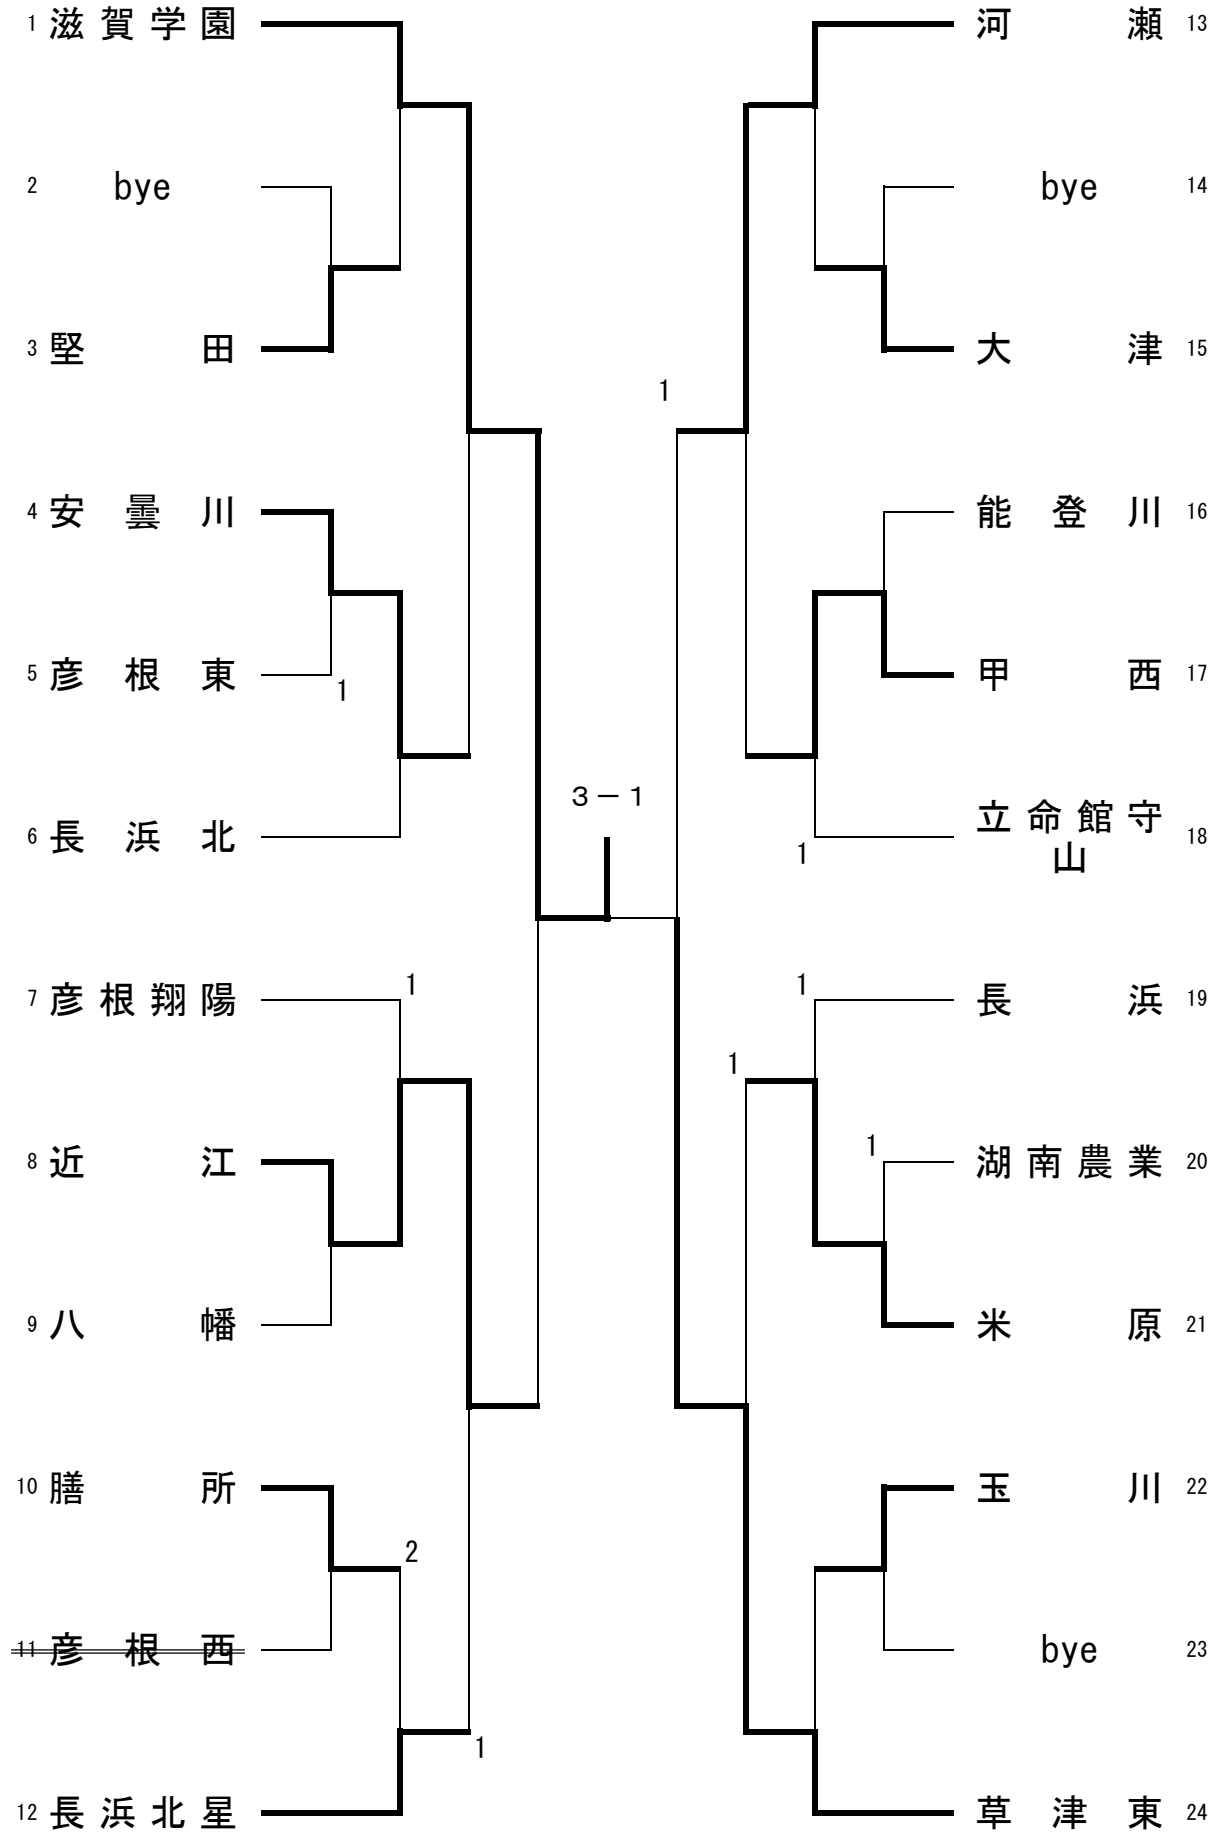 1 滋賀学園
2 bye
3 堅田
4 安曇川
5 彦根東
1
6 長浜北
7 彦根翔陽
1
8 近江
9 八幡
10 膳所
2
11 彦根西
1
12 長浜北星
3－1
河瀬 13
bye 14
大津 15
1
能登川 16
甲西 17
立命館守
山
18
1
1
長浜 19
1
1
湖南農業 20
米原 21
玉川 22
bye 23
草津東 24